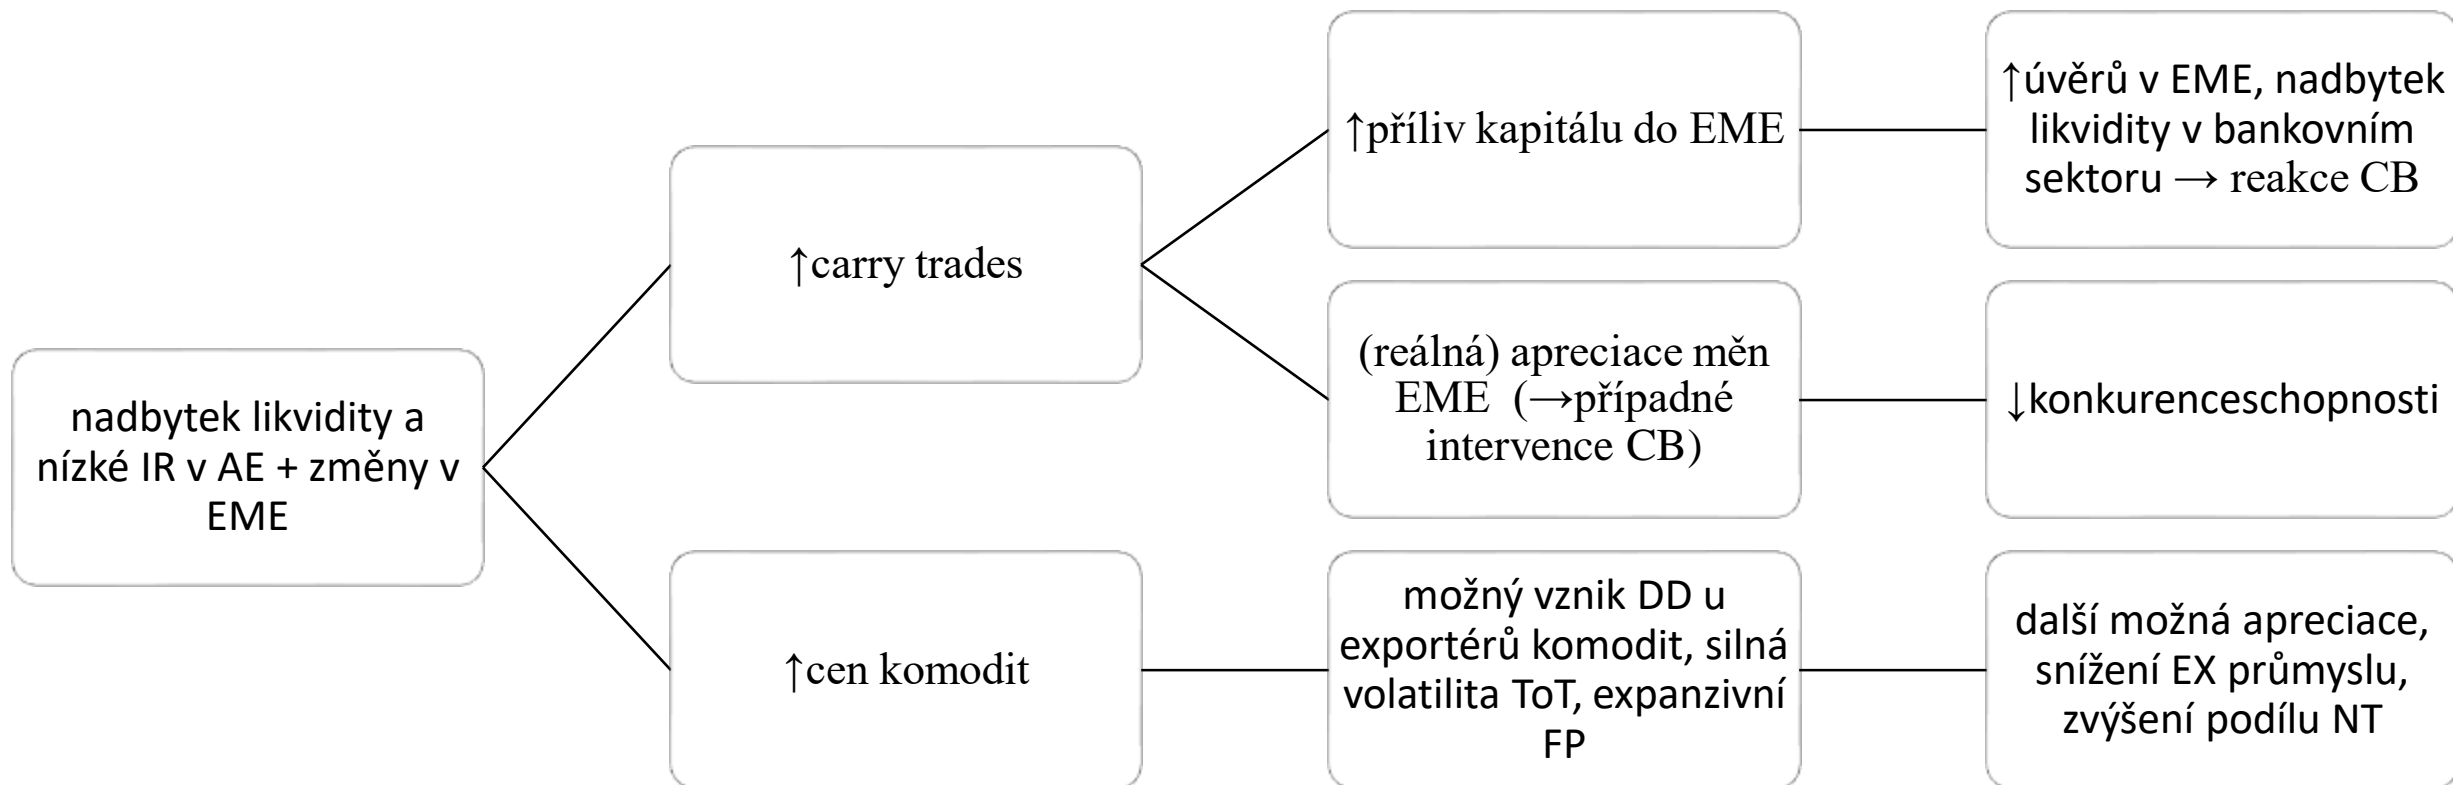 nadbytek likvidity a
nízké IR v AE + změny v
EME
↑carry trades
↑příliv kapitálu do EME
↑úvěrů v EME, nadbytek
likvidity v bankovním
sektoru → reakce CB
(reálná) apreciace měn
EME (→případné
intervence CB)
↓konkurenceschopnosti
↑cen komodit
možný vznik DD u
exportérů komodit, silná
volatilita ToT, expanzivní
FP
další možná apreciace,
snížení EX průmyslu,
zvýšení podílu NT